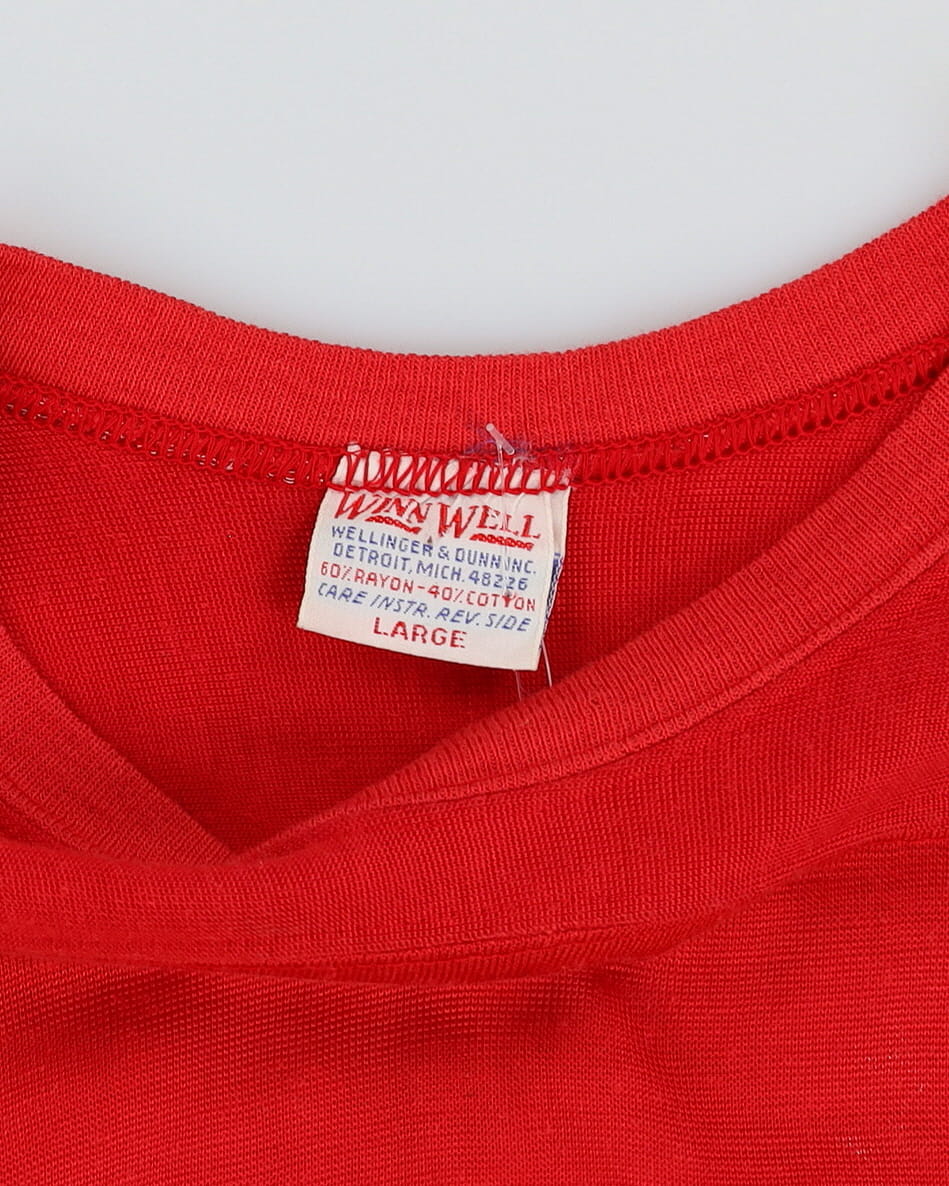 WINN WELL
WELLINGER & DUNN INC.
DETROIT, MICH. 48226
60% RAYON - 40% COTTON
CARE INSTR. REV. SIDE
LARGE